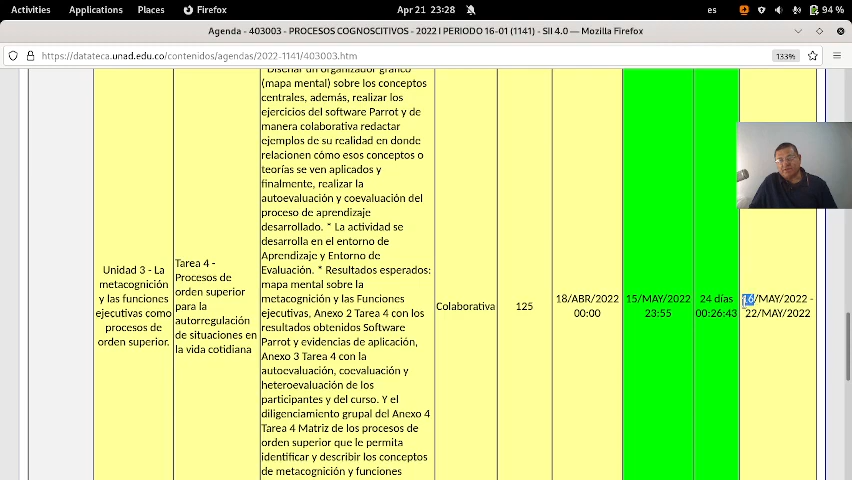 Activities Applications Places Firefox Apr 21 23:28 es 94 %
Agenda - 403003 - PROCESOS COGNOSCITIVOS - 2022 I PERIODO 16-01 (1141) - SII 4.0 — Mozilla Firefox
https://datateca.unad.edu.co/contenidos/agendas/2022-1141/403003.htm 133%
Unidad 3 - La
metacognición
y las funciones
ejecutivas como
procesos de
orden superior.
Tarea 4 -
Procesos de
orden superior
para la
autorregulación
de situaciones en
la vida cotidiana
Diseñar un organizador gráfico
(mapa mental) sobre los conceptos
centrales, además, realizar los
ejercicios del software Parrot y de
manera colaborativa redactar
ejemplos de su realidad en donde
relacionen cómo esos conceptos o
teorías se ven aplicados y
finalmente, realizar la
autoevaluación y coevaluación del
proceso de aprendizaje
desarrollado. * La actividad se
desarrolla en el entorno de
Aprendizaje y Entorno de
Evaluación. * Resultados esperados:
mapa mental sobre la
metacognición y las Funciones
ejecutivas, Anexo 2 Tarea 4 con los
resultados obtenidos Software
Parrot y evidencias de aplicación,
Anexo 3 Tarea 4 con la
autoevaluación, coevaluación y
heteroevaluación de los
participantes y del curso. Y el
diligenciamiento grupal del Anexo 4
Tarea 4 Matriz de los procesos de
orden superior que le permita
identificar y describir los conceptos
de metacognición y funciones
Colaborativa
125
18/ABR/2022
00:00
15/MAY/2022
23:55
24 días
00:26:43
16/MAY/2022 -
22/MAY/2022